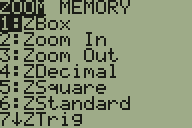 ZOOM MEMORY
1:ZBox
2:Zoom In
3:Zoom Out
4:ZDecimal
5:ZSquare
6:ZStandard
7↓ZTrig